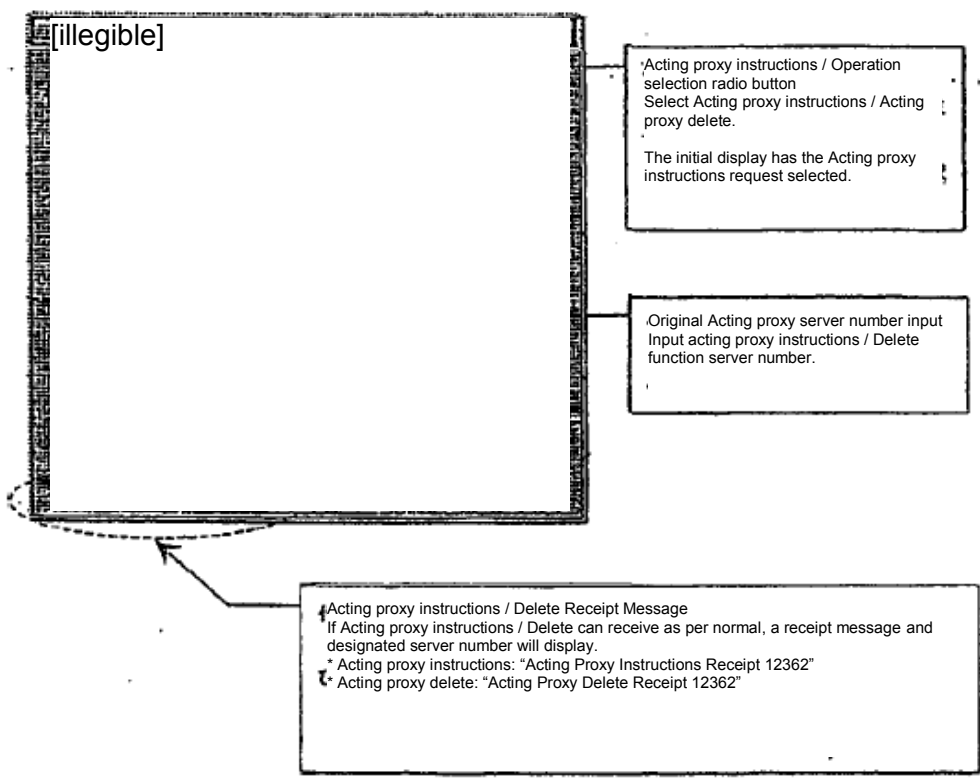 [illegible]
Acting proxy instructions / Operation
selection radio button
Select Acting proxy instructions / Acting
proxy delete.
The initial display has the Acting proxy
instructions request selected.
Original Acting proxy server number input
Input acting proxy instructions / Delete
function server number.
Acting proxy instructions / Delete Receipt Message
If Acting proxy instructions / Delete can receive as per normal, a receipt message and
designated server number will display.
* Acting proxy instructions: “Acting Proxy Instructions Receipt 12362”
* Acting proxy delete: “Acting Proxy Delete Receipt 12362”